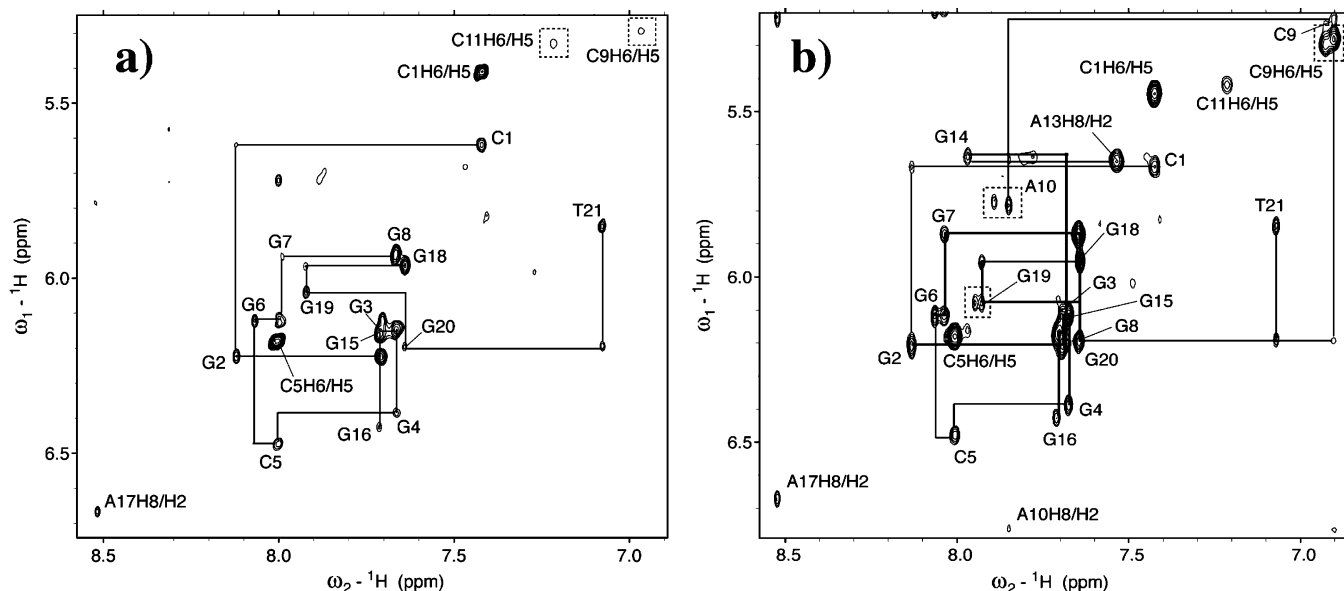 a)
C11H6/H5
C9H6/H5
C1H6/H5
C1
T21
G7
G8
G18
G6
G19
G3
G15
G20
G2
C5H6/H5
G16
G4
C5
A17H8/H2
5.5
6.0
6.5
8.5
8.0
7.5
7.0
ω1 - 1H (ppm)
ω2 - 1H (ppm)
b)
C9
C1H6/H5
C9H6/H5
C11H6/H5
A13H8/H2
G14
C1
A10
T21
G7
G18
G19
G3
G6
G15
G8
G2
C5H6/H5
G20
G4
G16
C5
A17H8/H2
A10H8/H2
5.5
6.0
6.5
8.5
8.0
7.5
7.0
ω1 - 1H (ppm)
ω2 - 1H (ppm)